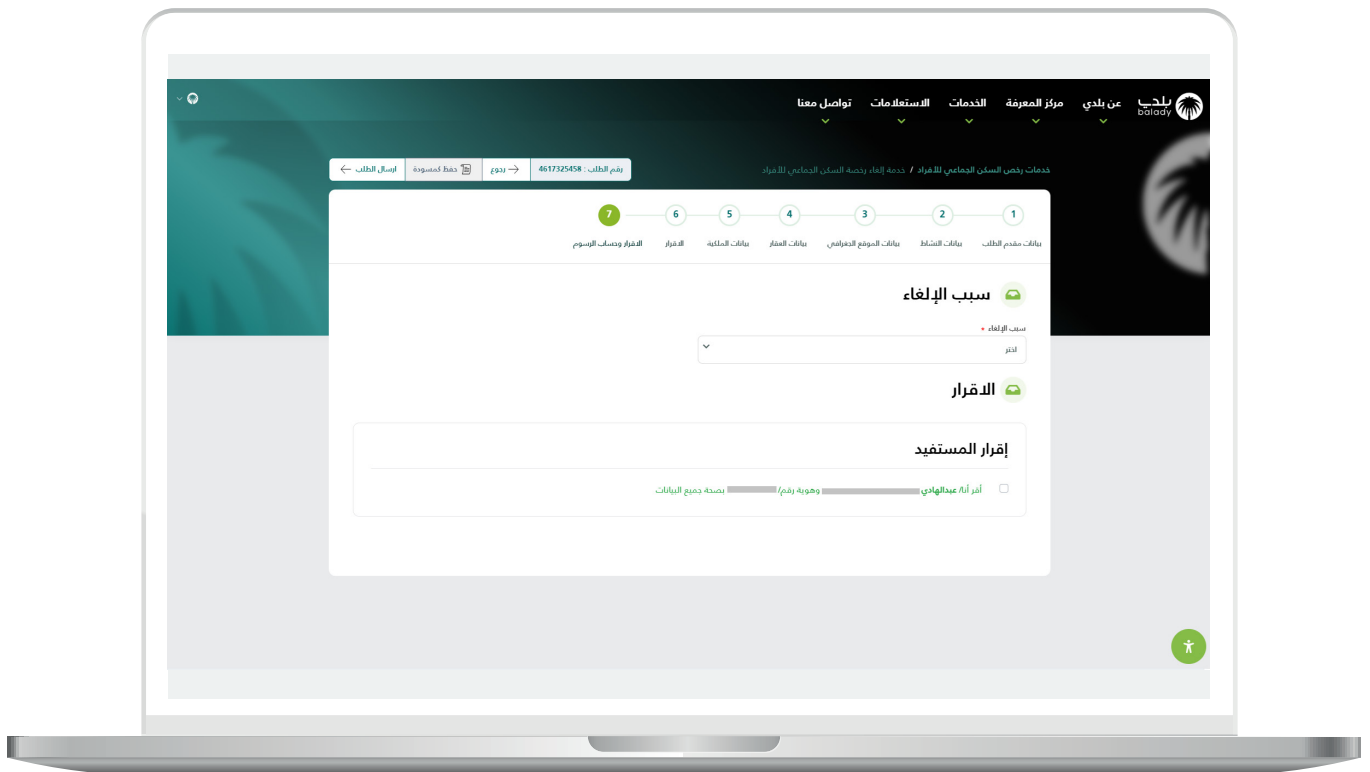 بلدي
balady
عن بلدي
مركز المعرفة
الخدمات
الاستعلامات
تواصل معنا
خدمات رخص السكن الجماعي للأفراد / خدمة إلغاء رخصة السكن الجماعي للأفراد
رقم الطلب : 4617325458
رجوع
حفظ كمسودة
ارسال الطلب
1
2
3
4
5
6
7
بيانات مقدم الطلب
بيانات النشاط
بيانات الموقع الجغرافي
بيانات العقار
بيانات الملكية
الاقرار
الاقرار وحساب الرسوم
سبب الإلغاء
سبب الإلغاء *
اختر
الاقرار
إقرار المستفيد
أقر أنا/ عبدالهادي وهوية رقم/ بصحة جميع البيانات